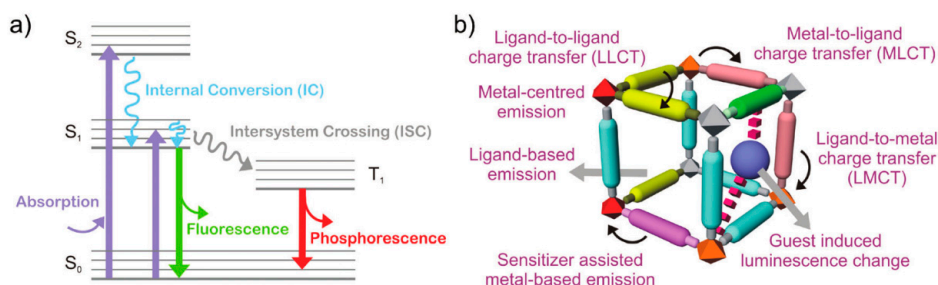 a)
S2
Internal Conversion (IC)
S1
Intersystem Crossing (ISC)
T1
Absorption
Fluorescence
Phosphorescence
S0
b)
Ligand-to-ligand
charge transfer (LLCT)
Metal-to-ligand
charge transfer (MLCT)
Metal-centred
emission
Ligand-based
emission
Ligand-to-metal
charge transfer
(LMCT)
Sensitizer assisted
metal-based emission
Guest induced
luminescence change